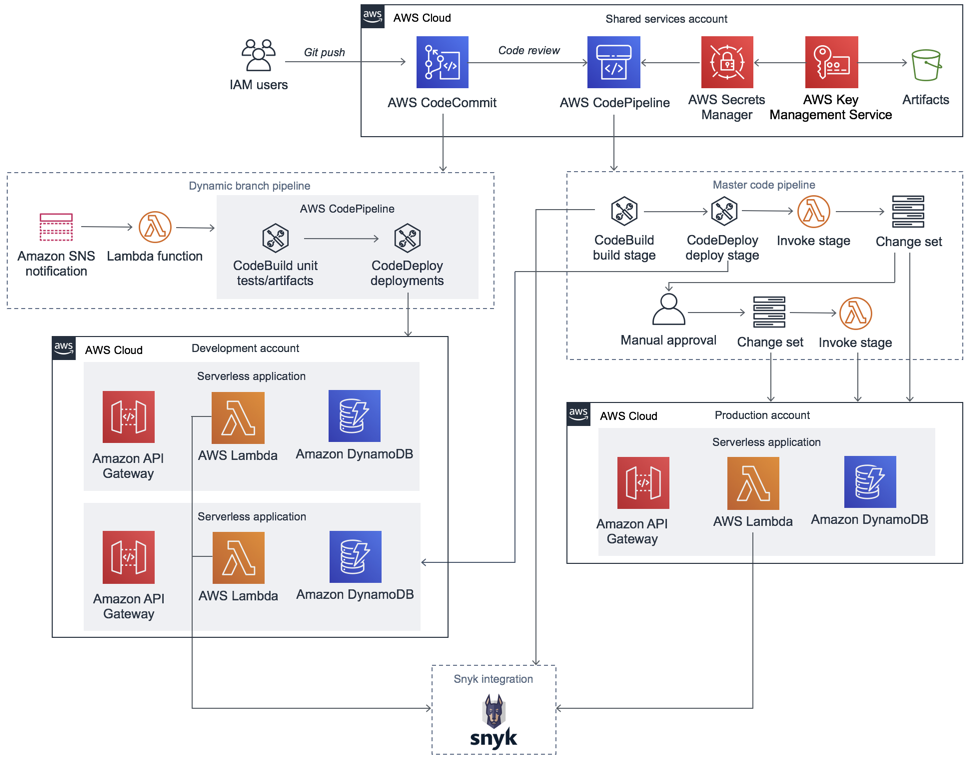 aws
AWS Cloud
Shared services account
IAM users
Git push
AWS CodeCommit
Code review
AWS CodePipeline
AWS Secrets
Manager
AWS Key
Management Service
Artifacts
Dynamic branch pipeline
Amazon SNS
notification
Lambda function
AWS CodePipeline
CodeBuild unit
tests/artifacts
CodeDeploy
deployments
Master code pipeline
CodeBuild
build stage
CodeDeploy
deploy stage
Invoke stage
Change set
Manual approval
Change set
Invoke stage
aws
AWS Cloud
Development account
Serverless application
Amazon API
Gateway
AWS Lambda
Amazon DynamoDB
Serverless application
Amazon API
Gateway
AWS Lambda
Amazon DynamoDB
aws
AWS Cloud
Production account
Serverless application
Amazon API
Gateway
AWS Lambda
Amazon DynamoDB
Snyk integration
snyk